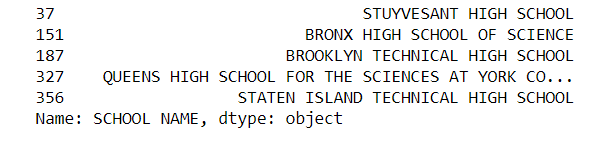 37 STUYVESANT HIGH SCHOOL
151 BRONX HIGH SCHOOL OF SCIENCE
187 BROOKLYN TECHNICAL HIGH SCHOOL
327 QUEENS HIGH SCHOOL FOR THE SCIENCES AT YORK CO...
356 STATEN ISLAND TECHNICAL HIGH SCHOOL
Name: SCHOOL NAME, dtype: object